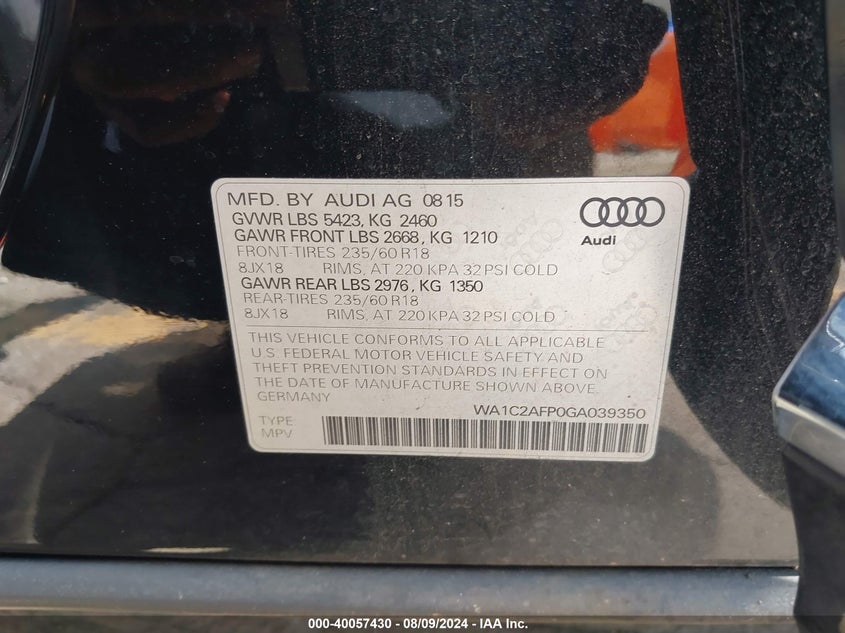 MFD. BY AUDI AG 08 15
GVWR LBS 5423, KG 2460
GAWR FRONT LBS 2668, KG 1210
FRONT-TIRES 235/60 R18
8JX18 RIMS, AT 220 KPA 32 PSI COLD
GAWR REAR LBS 2976, KG 1350
REAR-TIRES 235/60 R18
8JX18 RIMS, AT 220 KPA 32 PSI COLD
Audi
THIS VEHICLE CONFORMS TO ALL APPLICABLE
U.S. FEDERAL MOTOR VEHICLE SAFETY AND
THEFT PREVENTION STANDARDS IN EFFECT ON
THE DATE OF MANUFACTURE SHOWN ABOVE.
GERMANY
WA1C2AFP0GA039350
TYPE:
MPV
000-40057430 - 08/09/2024 - IAA Inc.